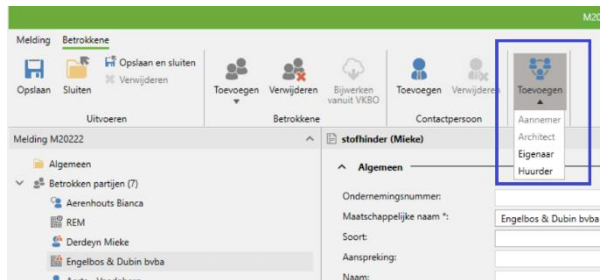 M20
Melding Betrokkene
Opslaan Sluiten Opslaan en sluiten Verwijderen
Toevoegen Verwijderen Bijwerken vanuit VKBO
Toevoegen Verwijderen
Toevoegen
Uitvoeren Betrokkene Contactpersoon
Aannemer
Architect
Eigenaar
Huurder
Melding M20222
Algemeen
Betrokken partijen (7)
Aerenhouts Bianca
REM
Derdeyn Mieke
Engelbos & Dubin bvba
stofhinder (Mieke)
Algemeen
Ondernemingsnummer:
Maatschappelijke naam *: Engelbos & Dubin bvba
Soort:
Aanspreking:
Naam: